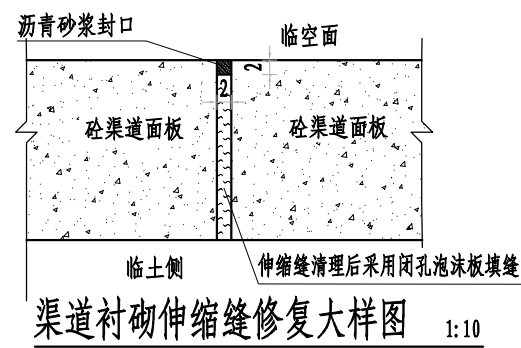 沥青砂浆封口
临空面
2
2
砼渠道面板
砼渠道面板
临土侧
伸缩缝清理后采用闭孔泡沫板填缝
渠道衬砌伸缩缝修复大样图 1:10